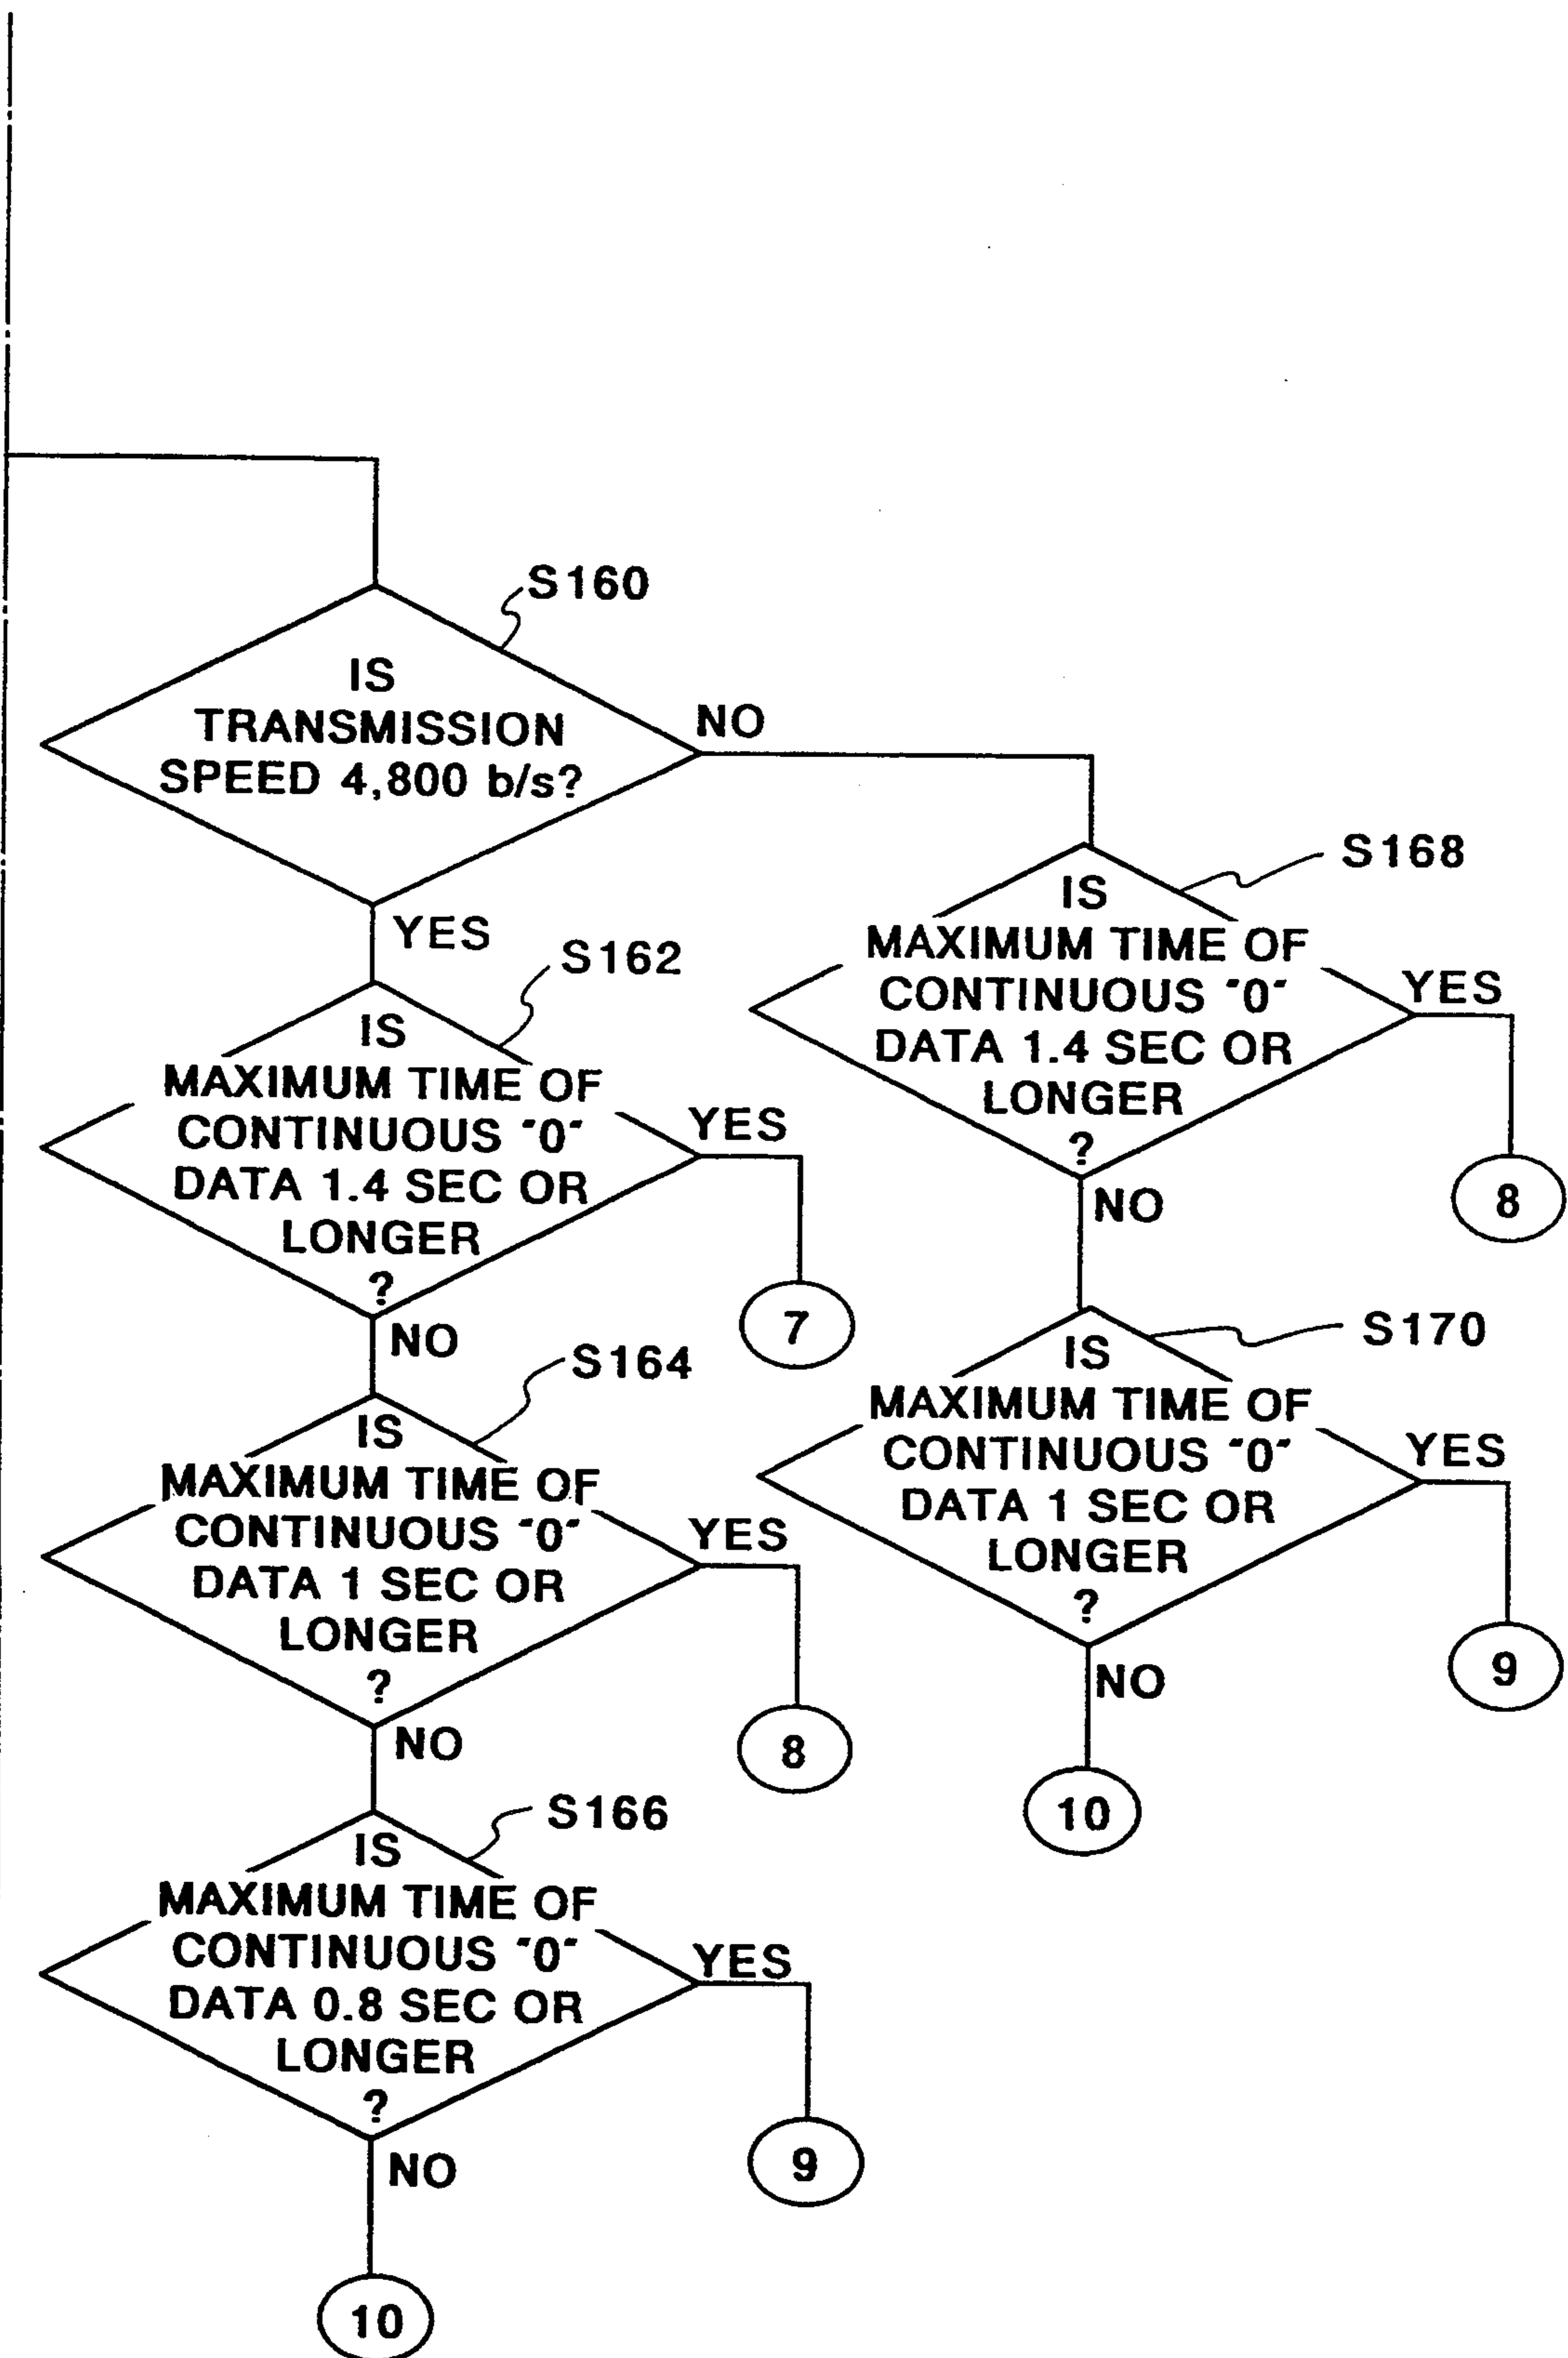 S160
IS
TRANSMISSION
SPEED 4,800 b/s?
NO
YES
S162
IS
MAXIMUM TIME OF
CONTINUOUS "0"
DATA 1.4 SEC OR
LONGER
?
YES
7
NO
S164
IS
MAXIMUM TIME OF
CONTINUOUS "0"
DATA 1 SEC OR
LONGER
?
YES
8
NO
S166
IS
MAXIMUM TIME OF
CONTINUOUS "0"
DATA 0.8 SEC OR
LONGER
?
YES
9
NO
10
S168
IS
MAXIMUM TIME OF
CONTINUOUS "0"
DATA 1.4 SEC OR
LONGER
?
YES
8
NO
S170
IS
MAXIMUM TIME OF
CONTINUOUS "0"
DATA 1 SEC OR
LONGER
?
YES
9
NO
10